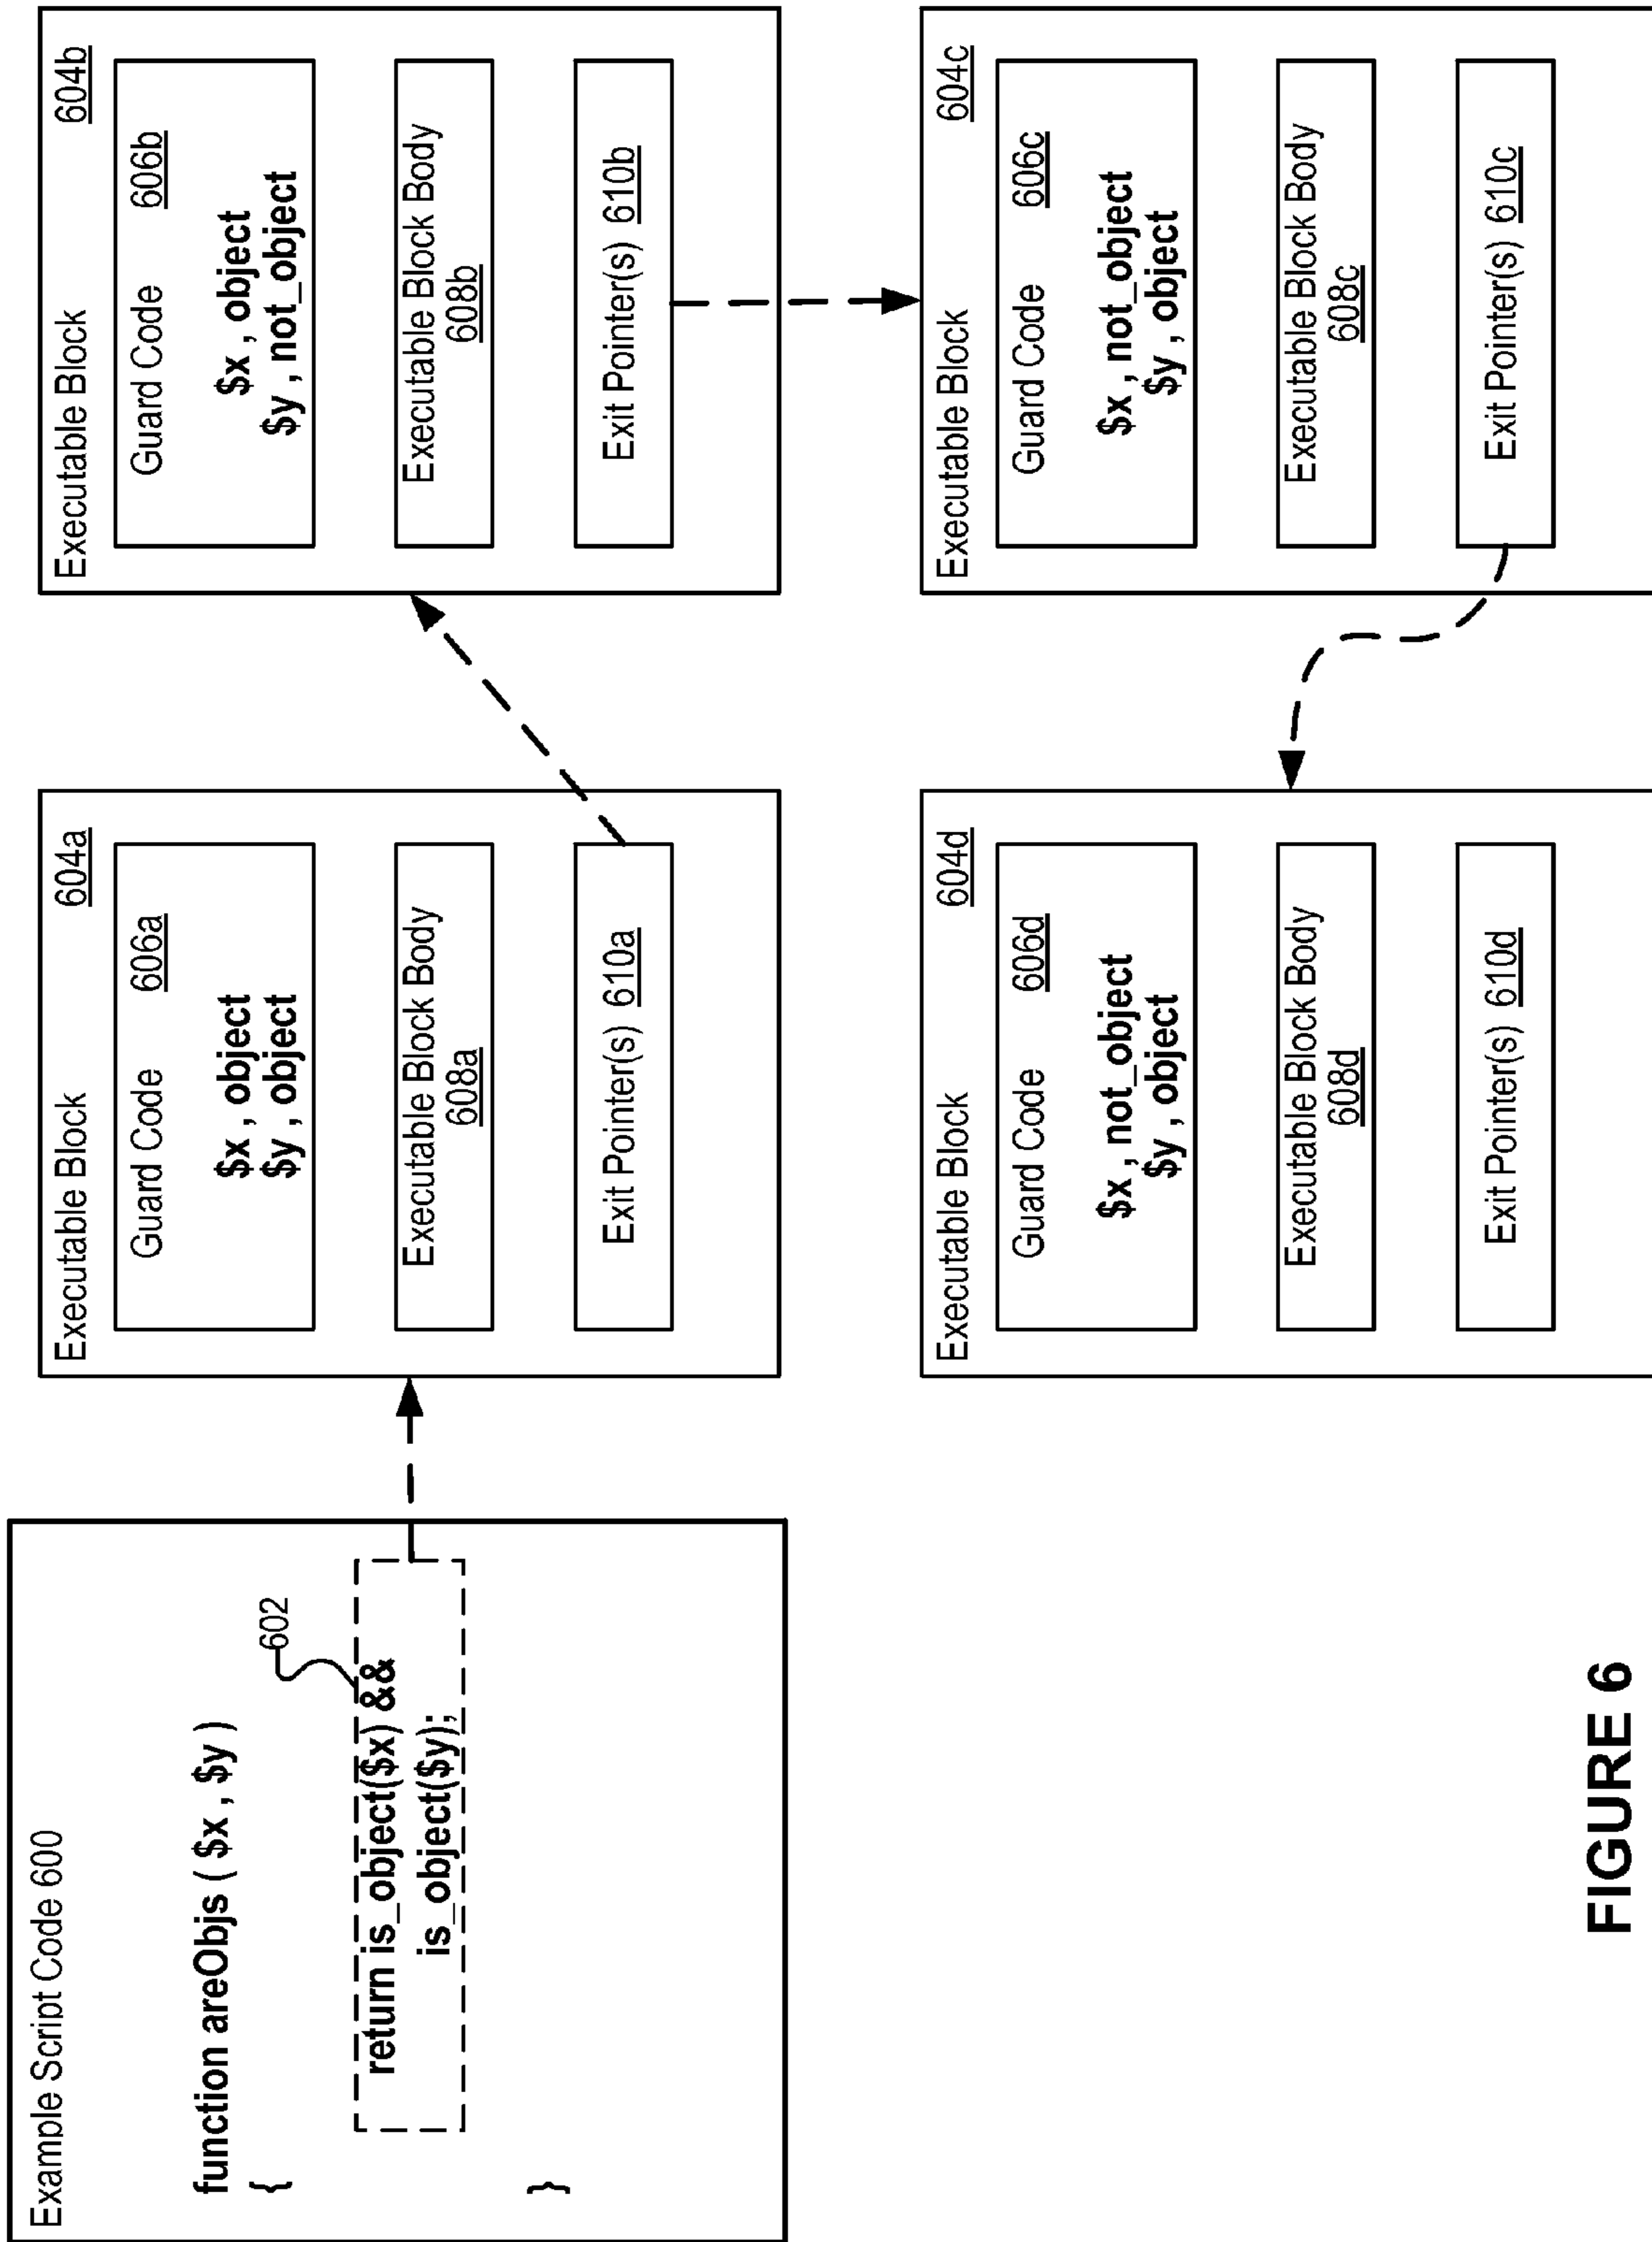 Example Script Code 600
function areObjs ( $x , $y )
{
602
return is_object($x) &&
is_object($y);
}
Executable Block 604a
Guard Code 606a
$x , object
$y , object
Executable Block Body
608a
Exit Pointer(s) 610a
Executable Block 604b
Guard Code 606b
$x , object
$y , not_object
Executable Block Body
608b
Exit Pointer(s) 610b
Executable Block 604d
Guard Code 606d
$x , not_object
$y , object
Executable Block Body
608d
Exit Pointer(s) 610d
Executable Block 604c
Guard Code 606c
$x , not_object
$y , object
Executable Block Body
608c
Exit Pointer(s) 610c
FIGURE 6